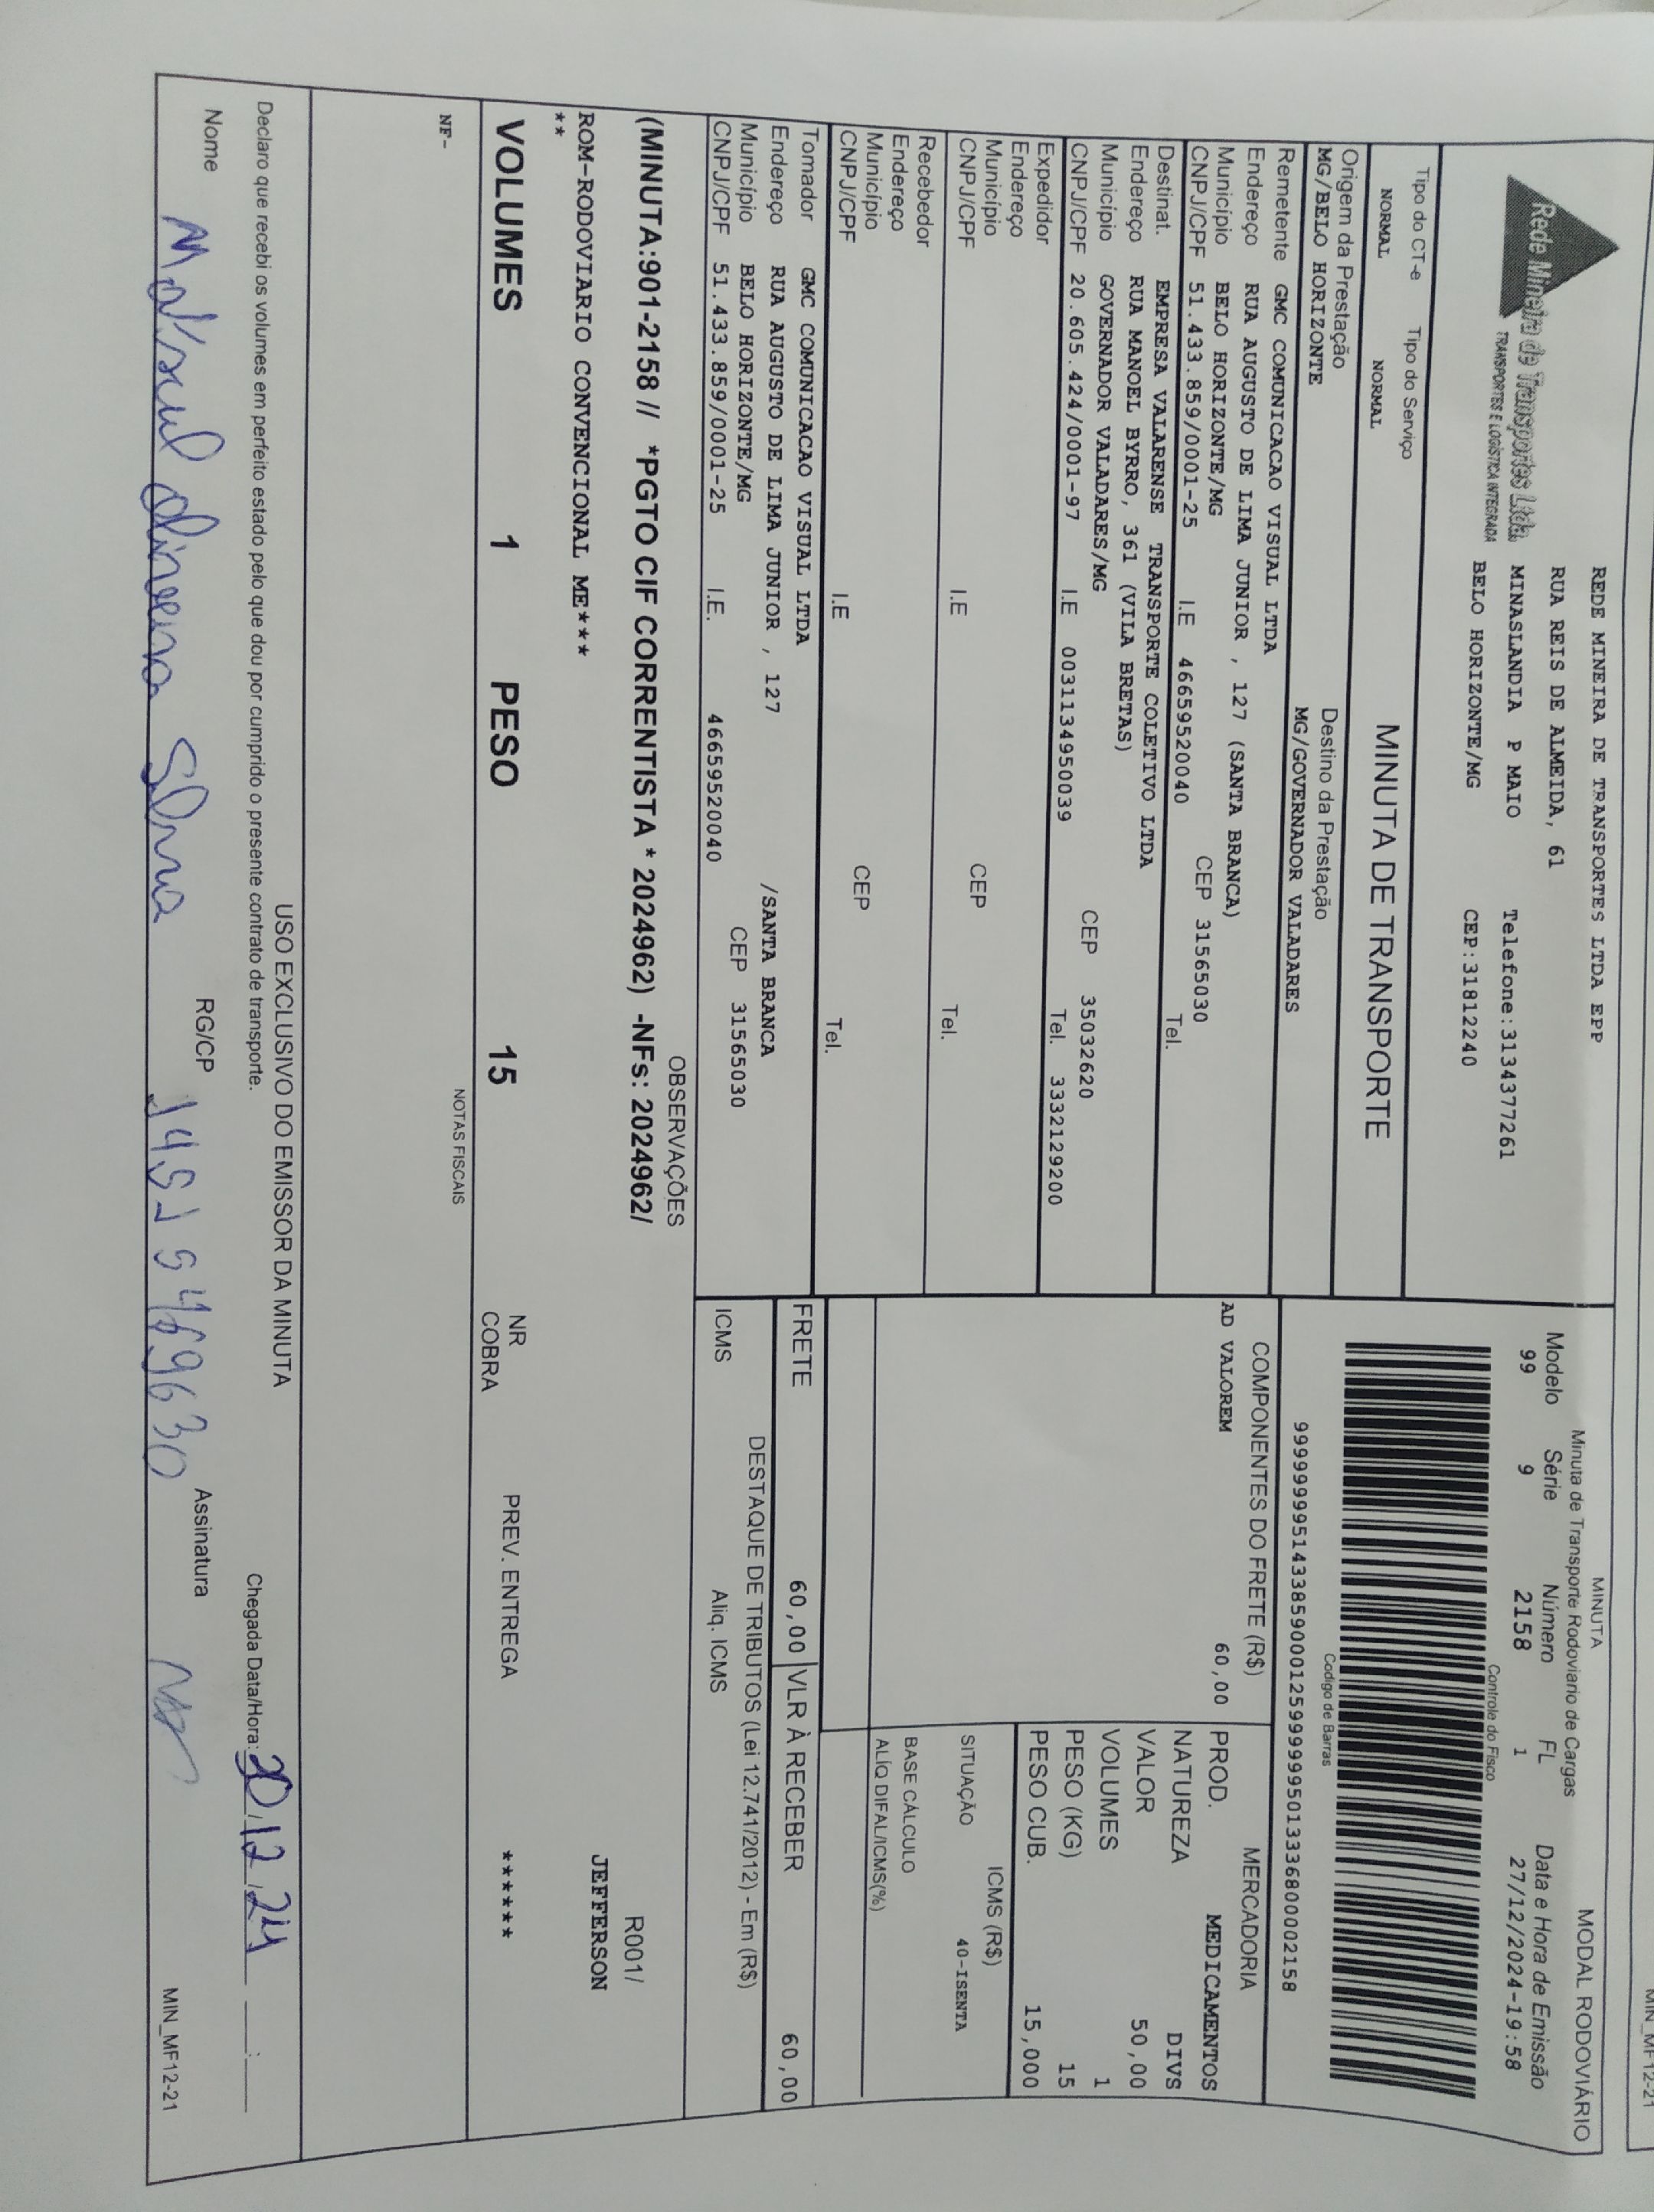 MIN_MF12-21
Rede Mineira de Transportes Ltda.
TRANSPORTES E LOGÍSTICA INTEGRADA
REDE MINEIRA DE TRANSPORTES LTDA EPP
RUA REIS DE ALMEIDA, 61
MINASLANDIA P MAIO Telefone:3134377261
BELO HORIZONTE/MG CEP:31812240
MINUTA MODAL RODOVIÁRIO
Minuta de Transporte Rodoviario de Cargas
Modelo Série Número FL Data e Hora de Emissão
99 9 2158 1 27/12/2024-19:58
Controle do Fisco
Tipo do CT-e Tipo do Serviço
NORMAL NORMAL
MINUTA DE TRANSPORTE
Codigo de Barras
Origem da Prestação Destino da Prestação
MG/BELO HORIZONTE MG/GOVERNADOR VALADARES
Remetente GMC COMUNICACAO VISUAL LTDA
Endereço RUA AUGUSTO DE LIMA JUNIOR , 127 (SANTA BRANCA)
Município BELO HORIZONTE/MG CEP 31565030
CNPJ/CPF 51.433.859/0001-25 I.E 46659520040 Tel.
Destinat. EMPRESA VALARENSE TRANSPORTE COLETIVO LTDA
Endereço RUA MANOEL BYRRO, 361 (VILA BRETAS)
Município GOVERNADOR VALADARES/MG CEP 35032620
CNPJ/CPF 20.605.424/0001-97 I.E 0031134950039 Tel. 3332129200
Expedidor
Endereço
Município CEP
CNPJ/CPF I.E Tel.
Recebedor
Endereço
Município CEP
CNPJ/CPF I.E Tel.
Tomador GMC COMUNICACAO VISUAL LTDA
Endereço RUA AUGUSTO DE LIMA JUNIOR , 127 /SANTA BRANCA
Município BELO HORIZONTE/MG CEP 31565030
CNPJ/CPF 51.433.859/0001-25 I.E. 46659520040
COMPONENTES DO FRETE (R$)
AD VALOREM 60,00
MERCADORIA
PROD. MEDICAMENTOS
NATUREZA DIVS
VALOR 50,00
VOLUMES 1
PESO (KG) 15
PESO CUB. 15,000
ICMS (R$)
SITUAÇÃO 40-ISENTA
BASE CÁLCULO
ALÍQ DIFAL/ICMS(%)
FRETE 60,00 VLR À RECEBER 60,00
DESTAQUE DE TRIBUTOS (Lei 12.741/2012) - Em (R$)
ICMS Aliq. ICMS
OBSERVAÇÕES
(MINUTA:901-2158 // *PGTO CIF CORRENTISTA * 2024962) -NFs: 2024962/ R001/
ROM-RODOVIARIO CONVENCIONAL ME**** JEFFERSON
**
VOLUMES 1 PESO 15 NR COBRA PREV. ENTREGA *******
NOTAS FISCAIS
NF-
USO EXCLUSIVO DO EMISSOR DA MINUTA
Declaro que recebi os volumes em perfeito estado pelo que dou por cumprido o presente contrato de transporte. Chegada Data/Hora: 30/12/24 :
Nome RG/CP Assinatura
MIN_MF12-21